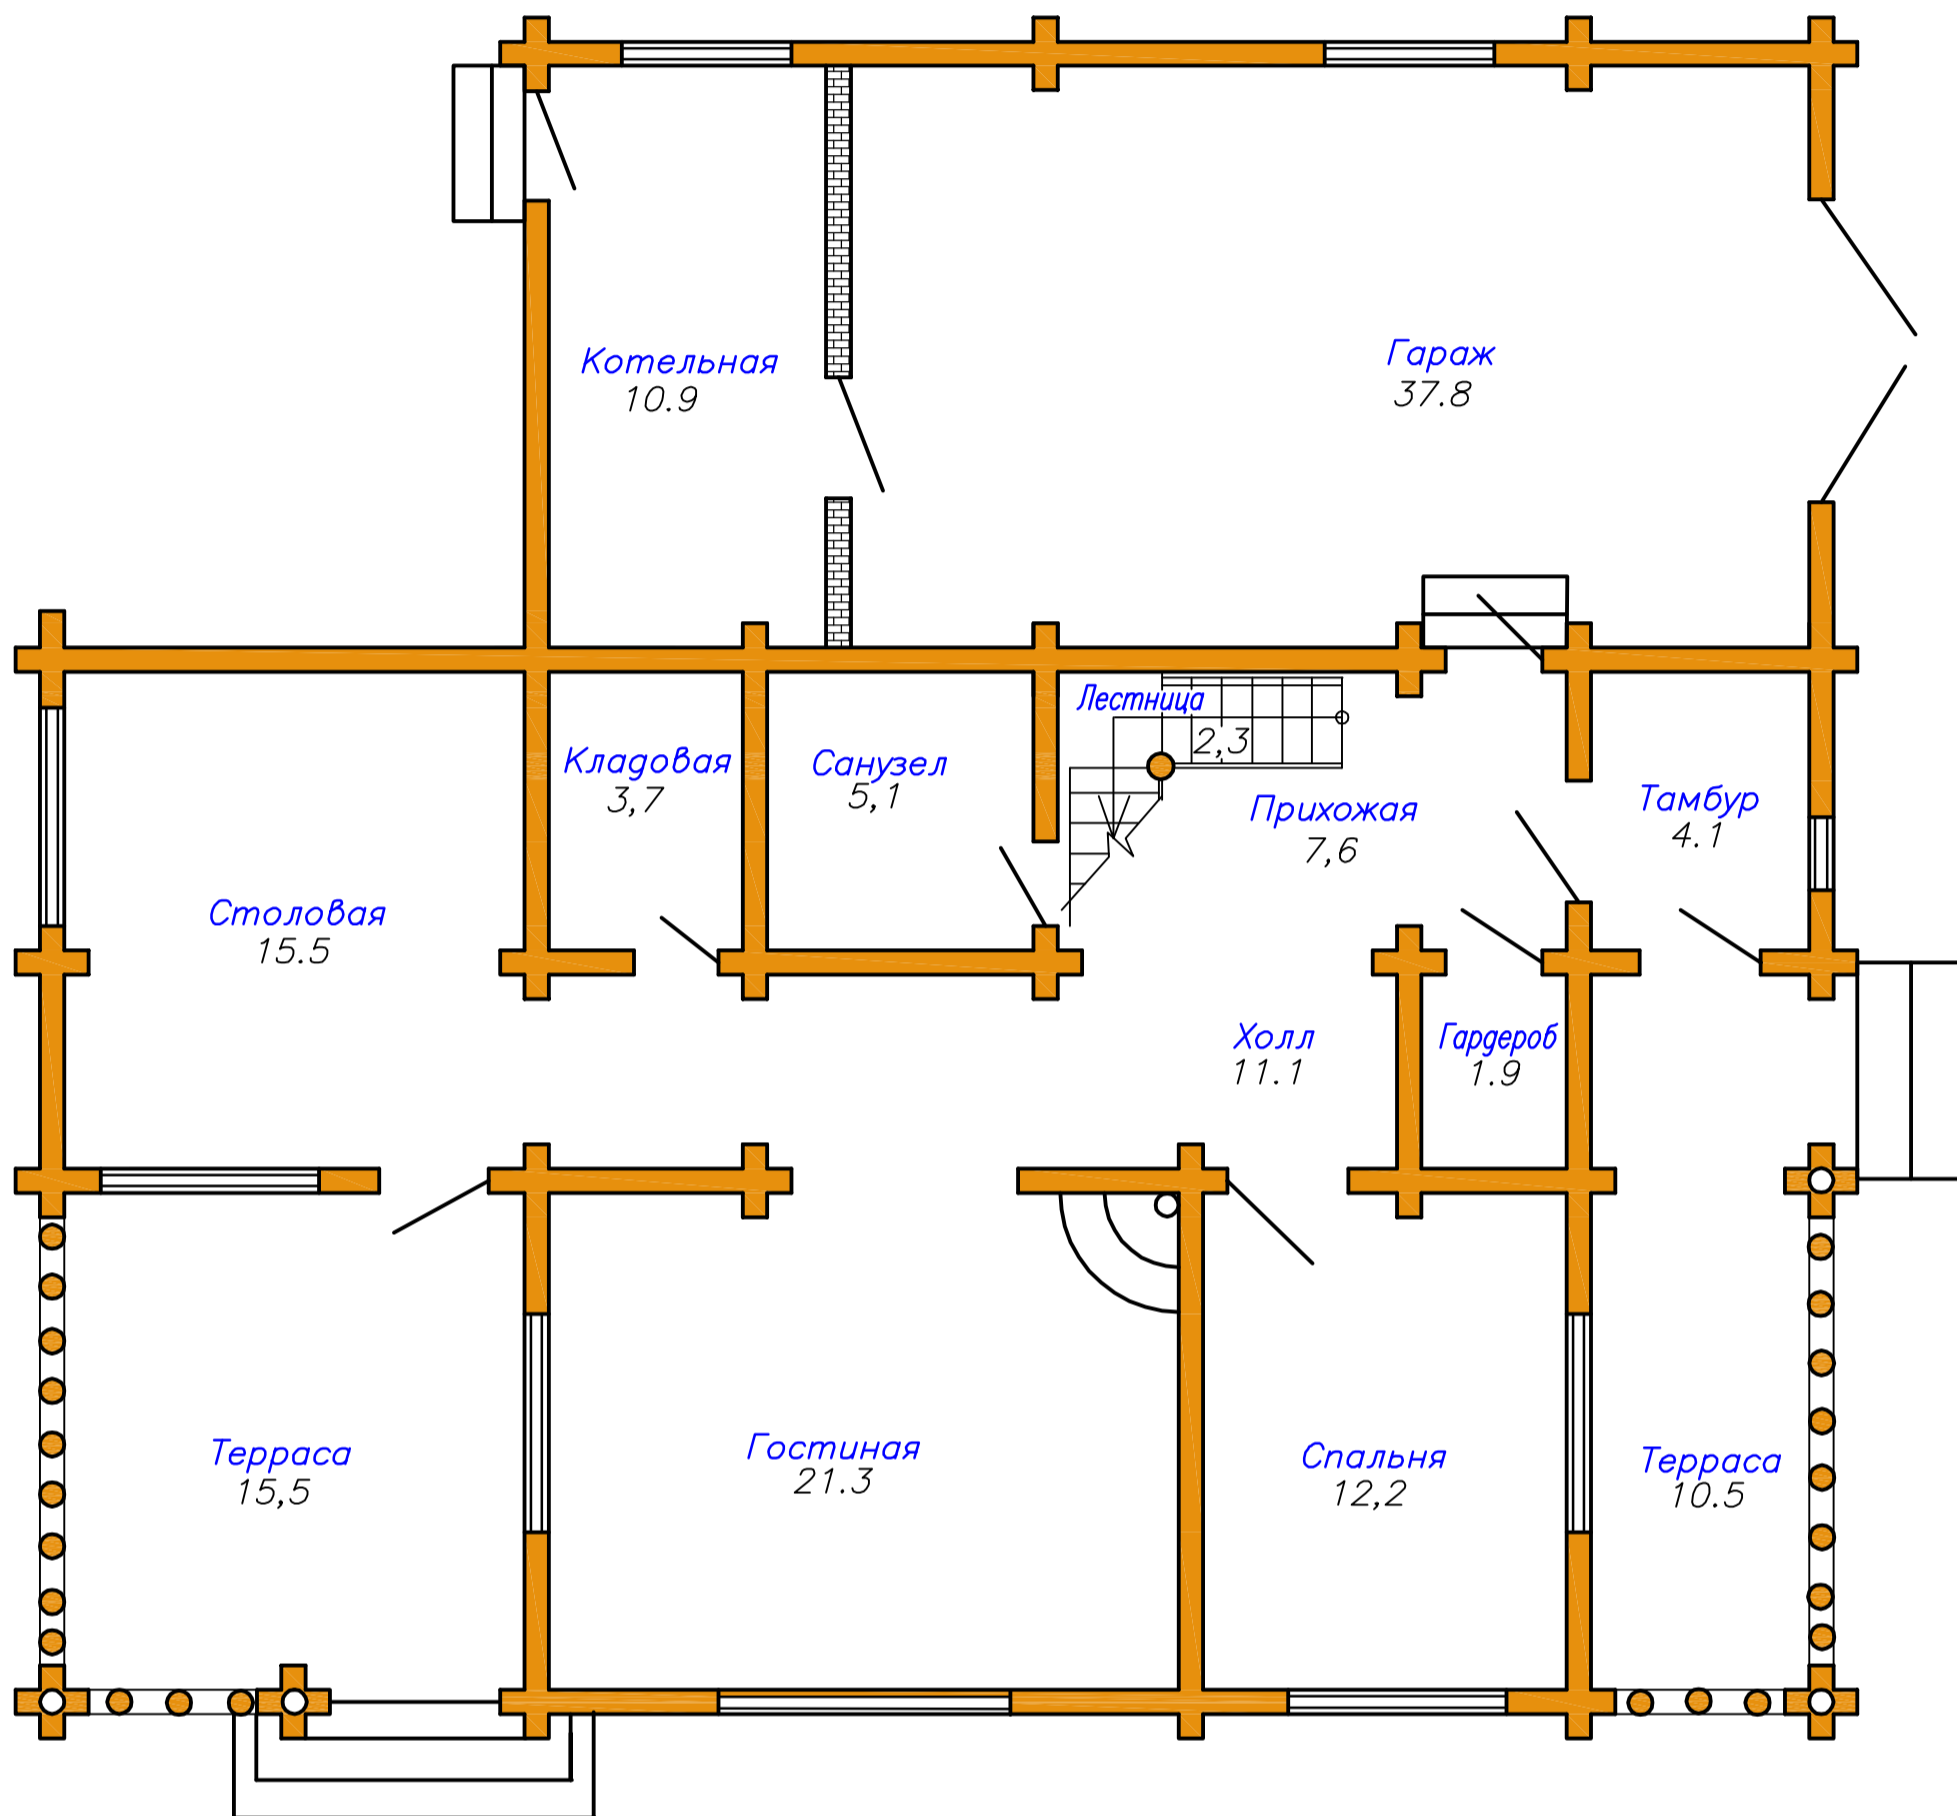 Котельная
10.9
Гараж
37.8
Лестница
2,3
Кладовая
3,7
Санузел
5,1
Прихожая
7,6
Тамбур
4.1
Столовая
15.5
Холл
11.1
Гардероб
1.9
Терраса
15,5
Гостиная
21.3
Спальня
12,2
Терраса
10.5